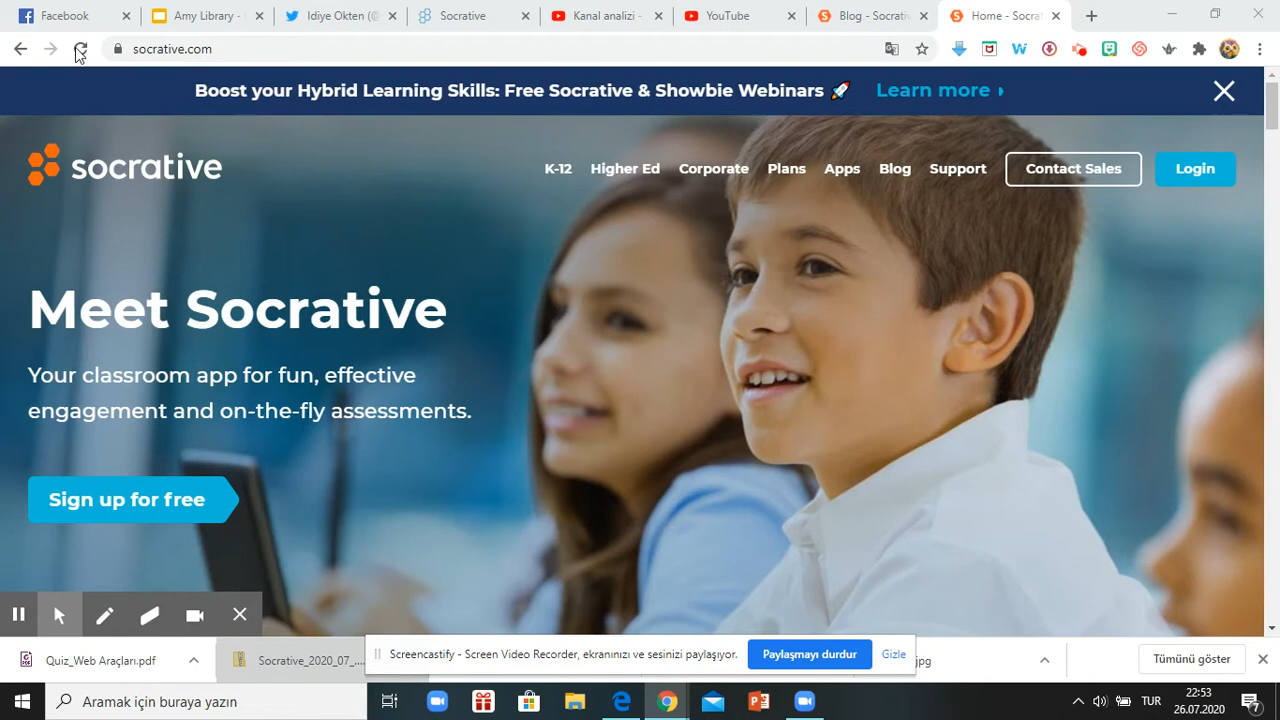 Facebook
Amy Library -
Idiye Okten (@
Socrative
Kanal analizi -
YouTube
Blog - Socrativ
Home - Socrat
socrative.com
Boost your Hybrid Learning Skills: Free Socrative & Showbie Webinars 🚀 Learn more
socrative
K-12 Higher Ed Corporate Plans Apps Blog Support Contact Sales Login
Meet Socrative
Your classroom app for fun, effective
engagement and on-the-fly assessments.
Sign up for free
Socrative_2020_07_....
Screencastify - Screen Video Recorder, ekranınızı ve sesinizi paylaşıyor.
Paylaşmayı durdur
Gizle
.jpg
Tümünü göster
Aramak için buraya yazın
TUR
22:53
26.07.2020
7